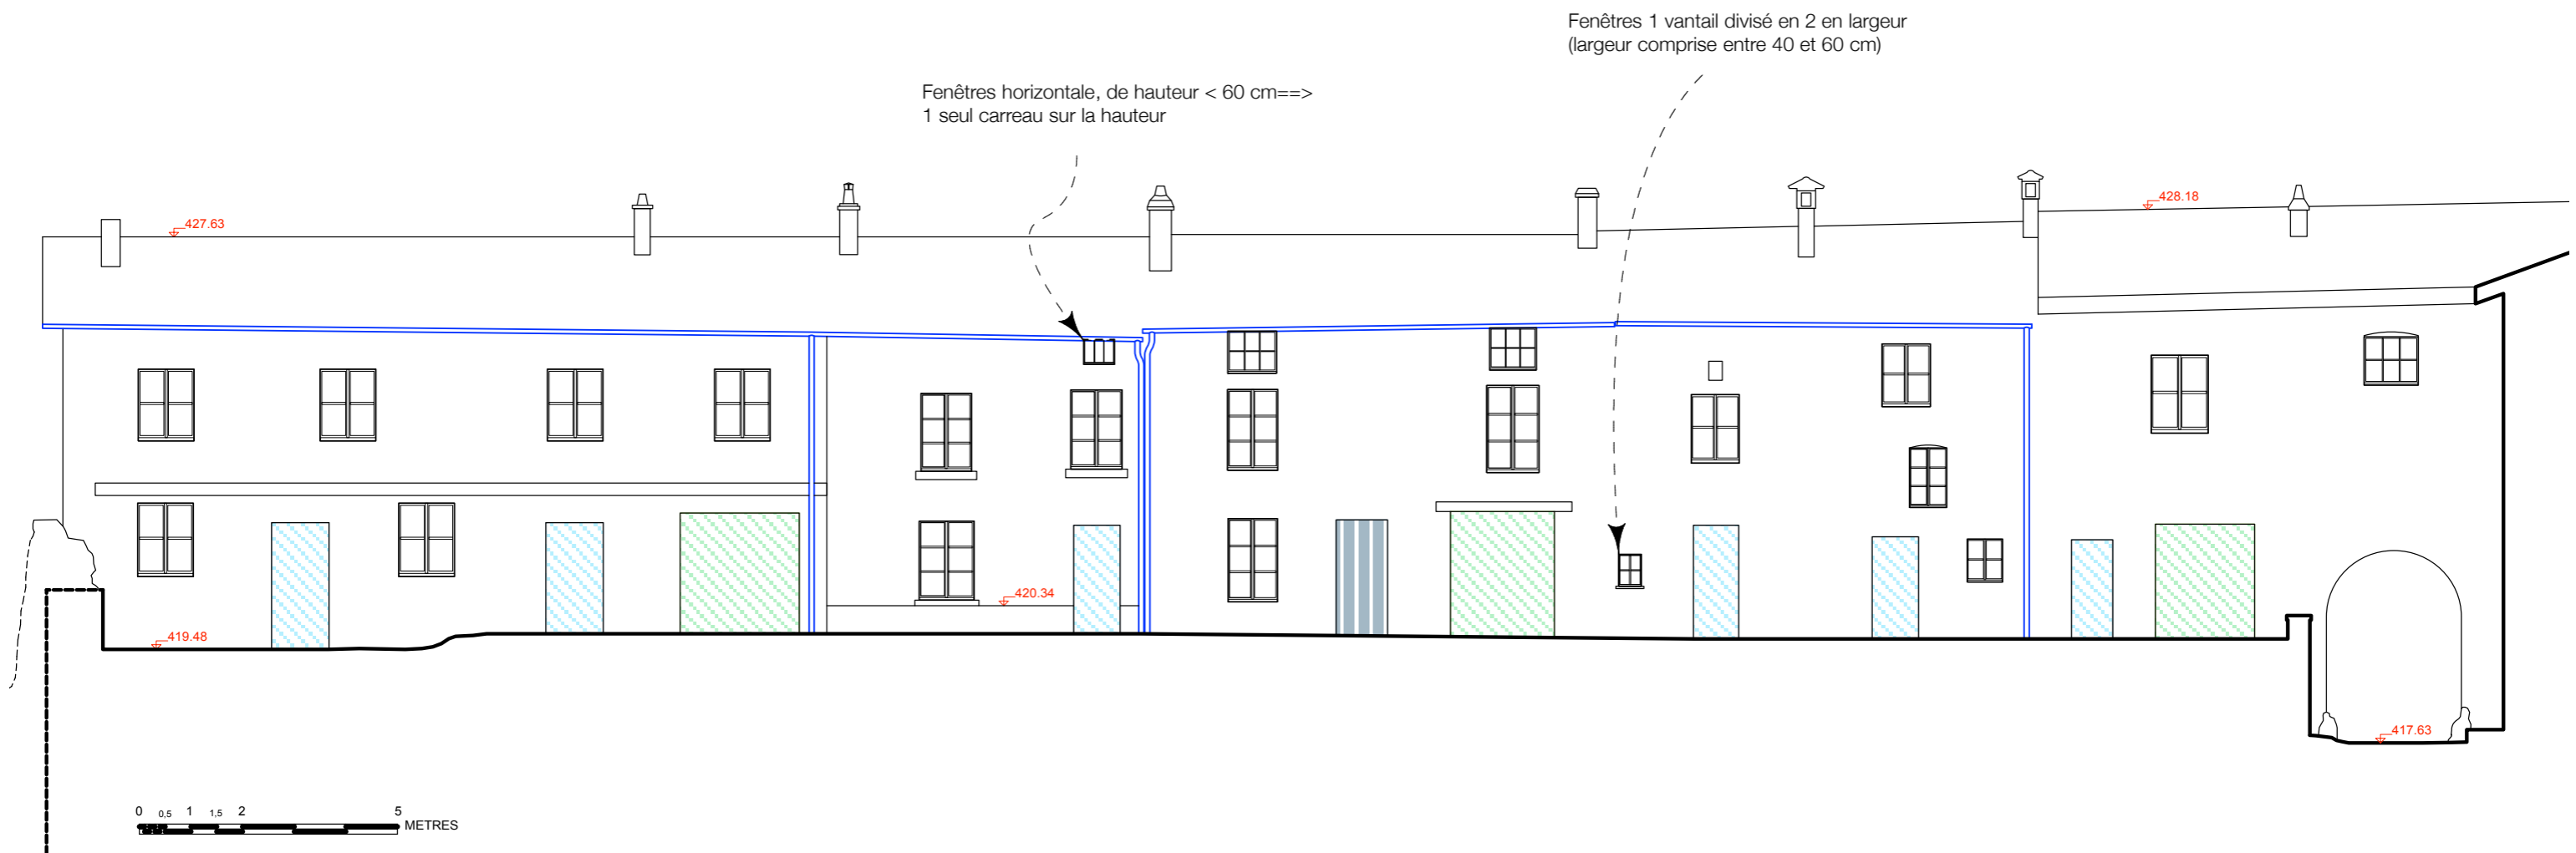 Fenêtres 1 vantail divisé en 2 en largeur
(largeur comprise entre 40 et 60 cm)
Fenêtres horizontale, de hauteur < 60 cm==>
1 seul carreau sur la hauteur
427.63
428.18
420.34
419.48
417.63
0 0,5 1 1,5 2 5
METRES